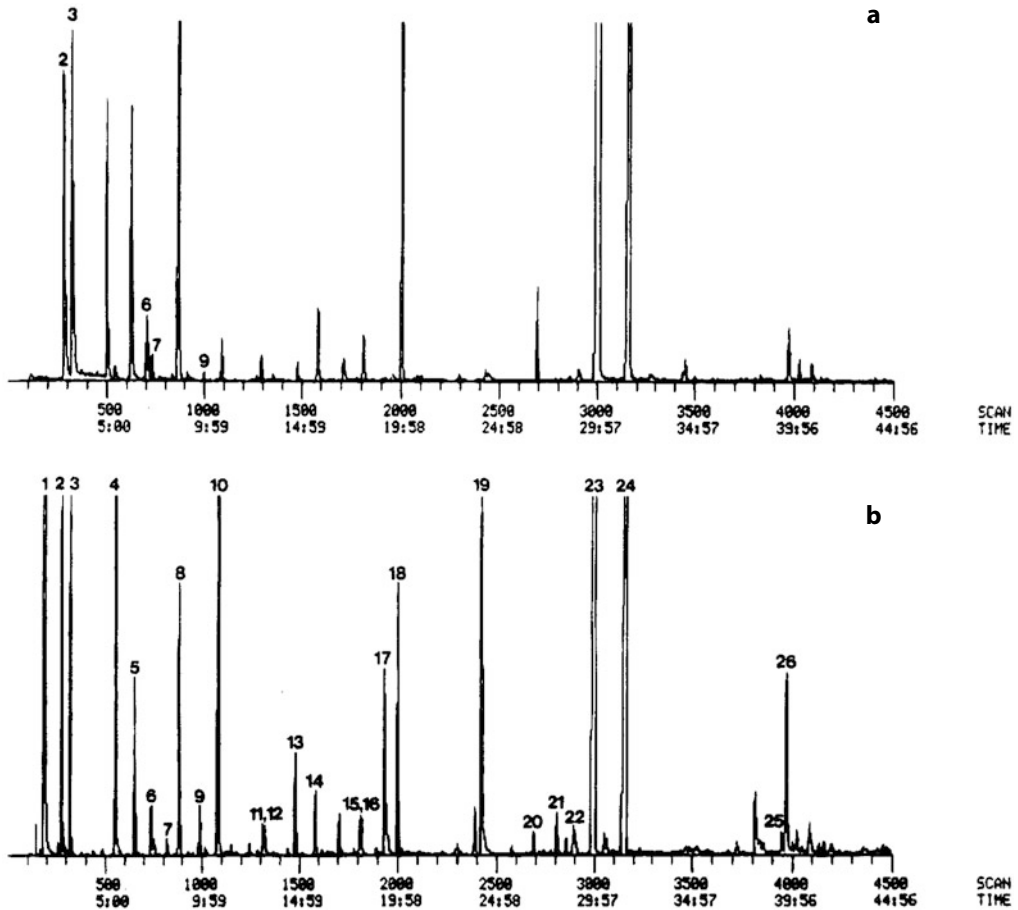 a
3
2
6
7
9
500 1000 1500 2000 2500 3000 3500 4000 4500 SCAN
5:00 9:59 14:59 19:58 24:58 29:57 34:57 39:56 44:56 TIME
b
1 2 3 4 10 19 23 24
8 18
5 17 26
13
14
6 9 11,12 15,16 21
7 20 22 25
500 1000 1500 2000 2500 3000 3500 4000 4500 SCAN
5:00 9:59 14:59 19:58 24:58 29:57 34:57 39:56 44:56 TIME